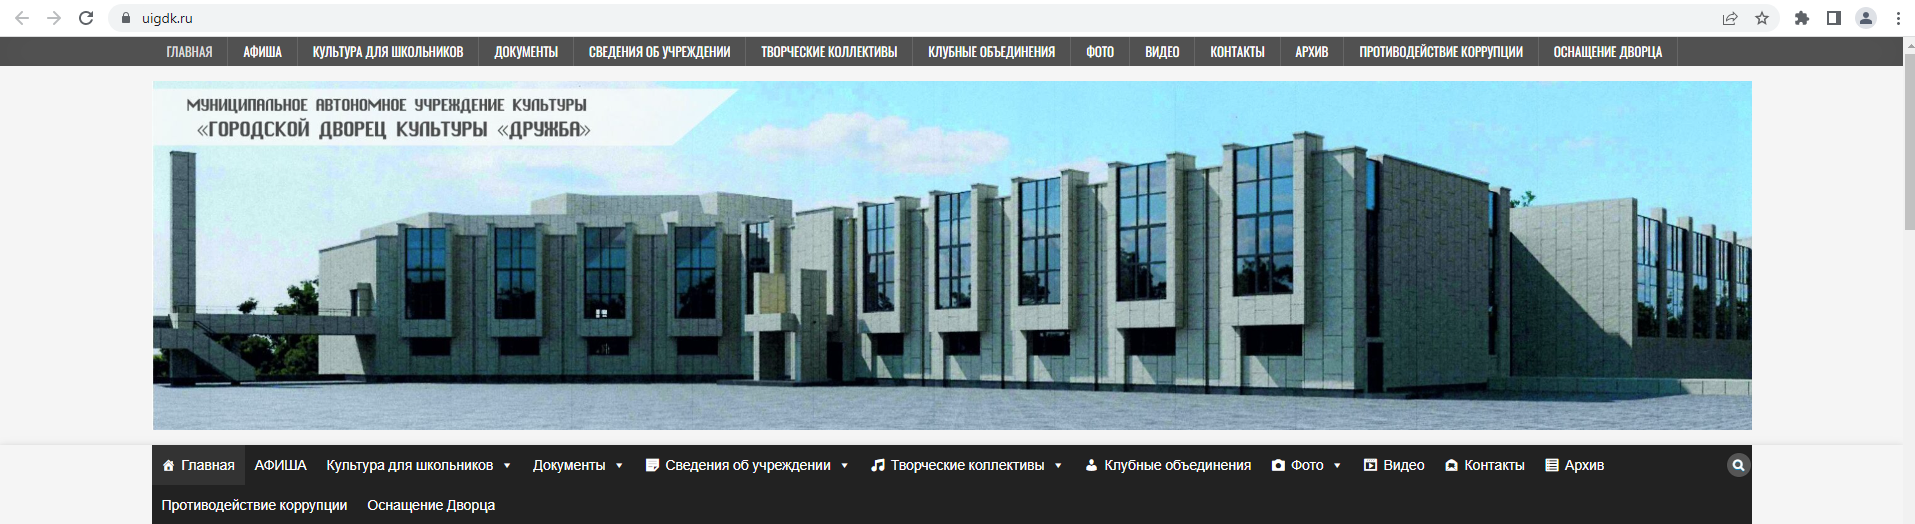 uigdk.ru
ГЛАВНАЯ АФИША КУЛЬТУРА ДЛЯ ШКОЛЬНИКОВ ДОКУМЕНТЫ СВЕДЕНИЯ ОБ УЧРЕЖДЕНИИ ТВОРЧЕСКИЕ КОЛЛЕКТИВЫ КЛУБНЫЕ ОБЪЕДИНЕНИЯ ФОТО ВИДЕО КОНТАКТЫ АРХИВ ПРОТИВОДЕЙСТВИЕ КОРРУПЦИИ ОСНАЩЕНИЕ ДВОРЦА
МУНИЦИПАЛЬНОЕ АВТОНОМНОЕ УЧРЕЖДЕНИЕ КУЛЬТУРЫ
«ГОРОДСКОЙ ДВОРЕЦ КУЛЬТУРЫ «ДРУЖБА»
Главная АФИША Культура для школьников Документы Сведения об учреждении Творческие коллективы Клубные объединения Фото Видео Контакты Архив
Противодействие коррупции Оснащение Дворца